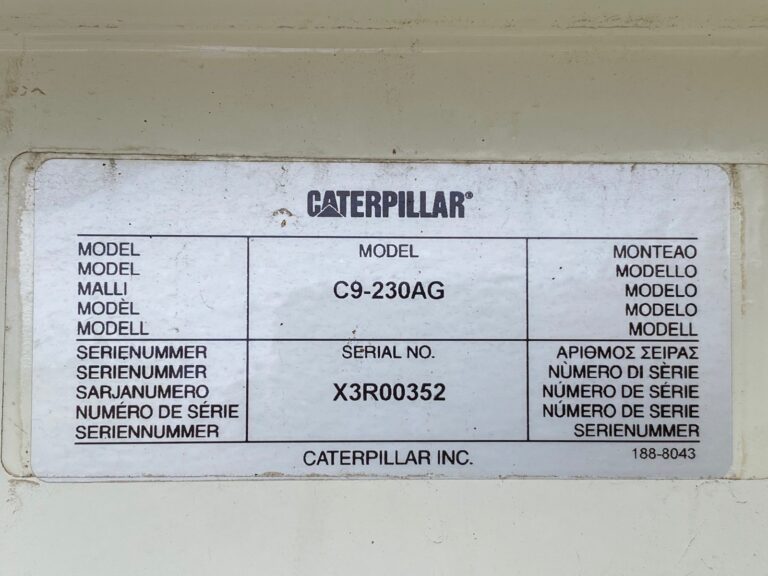 CATERPILLAR®
MODEL
MODEL
MALLI
MODÈL
MODELL
MODEL
C9-230AG
ΜΟΝΤΕΛΟ
MODELLO
MODELO
MODELO
MODELL
SERIENUMMER
SERIENUMMER
SARJANUMERO
NUMÉRO DE SÉRIE
SERIENNUMMER
SERIAL NO.
X3R00352
ΑΡΙΘΜΟΣ ΣΕΙΡΑΣ
NÙMERO DI SÈRIE
NÚMERO DE SERIE
NÚMERO DE SERIE
SERIENUMMER
CATERPILLAR INC.
188-8043